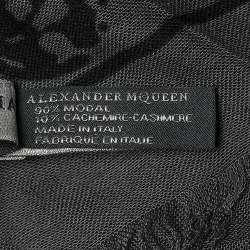 ALEXANDER MCQUEEN
90% MODAL
10% CACHEMIRE-CASHMERE
MADE IN ITALY
FABRIQUE EN ITALIE